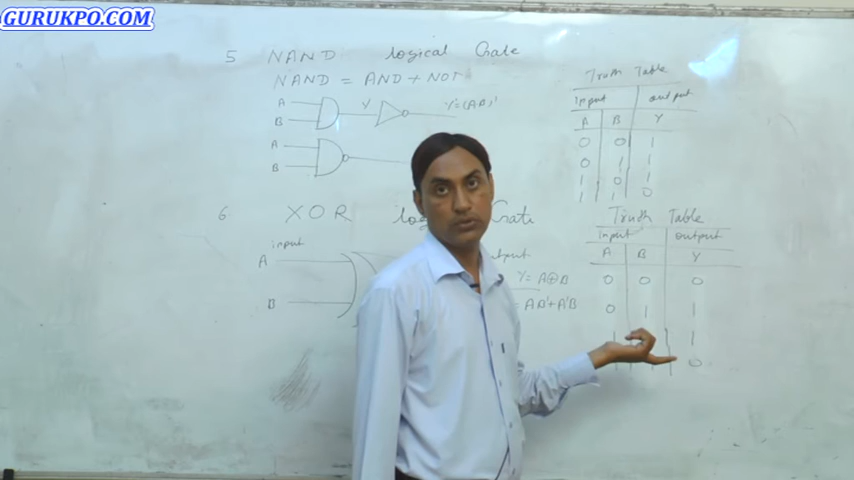 GURUKPO.COM
5 NAND logical Gate
NAND = AND + NOT
A
B
Y
Y=(AB)'
A
B
Truth Table
input output
A B Y
0 0 1
0 1 1
1 0 1
1 1 0
6 XOR Gate
input
A
B
Y = A⊕B
= AB'+A'B
Truth Table
input output
A B Y
0 0 0
0 1 1
1 1
0